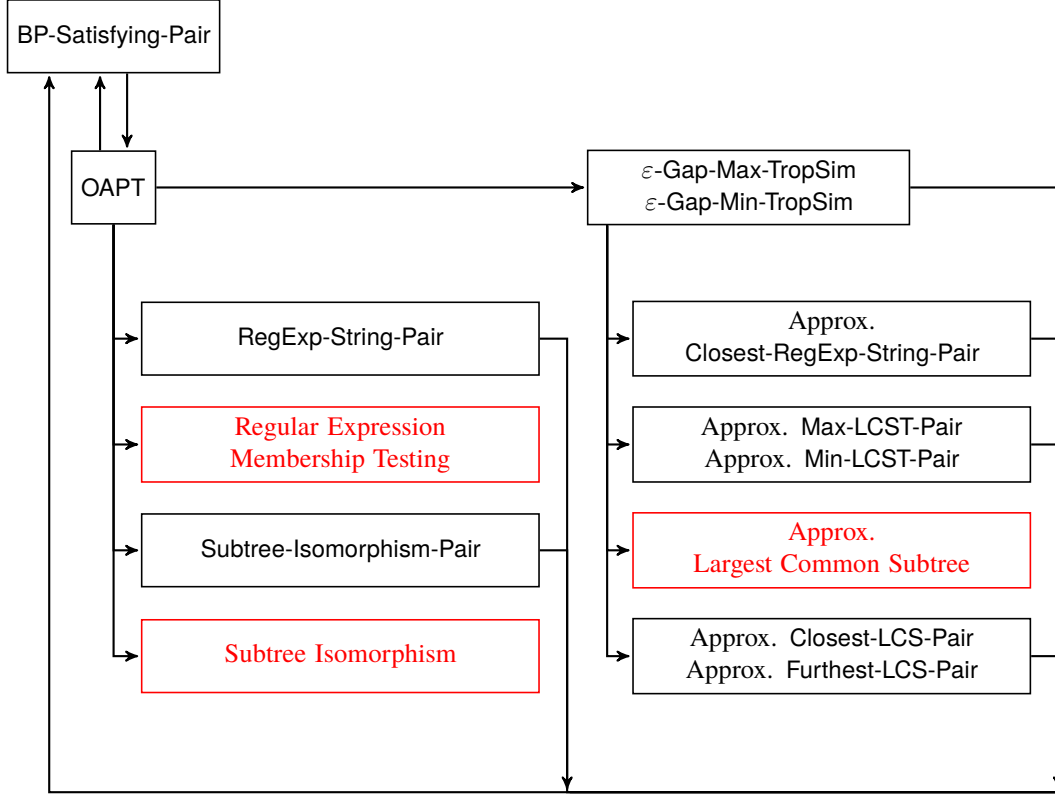 BP-Satisfying-Pair
OAPT
ε-Gap-Max-TropSim
ε-Gap-Min-TropSim
RegExp-String-Pair
Regular Expression
Membership Testing
Subtree-Isomorphism-Pair
Subtree Isomorphism
Approx.
Closest-RegExp-String-Pair
Approx. Max-LCST-Pair
Approx. Min-LCST-Pair
Approx.
Largest Common Subtree
Approx. Closest-LCS-Pair
Approx. Furthest-LCS-Pair